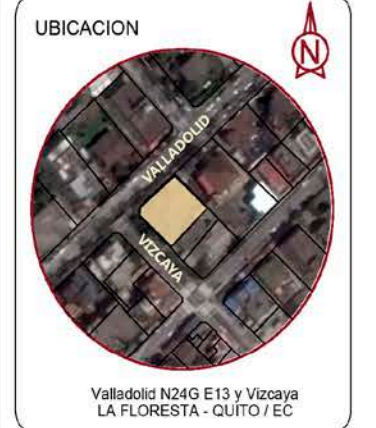 UBICACION
N
VALLADOLID
VIZCAYA
Valladolid N24G E13 y Vizcaya
LA FLORESTA - QUITO / EC